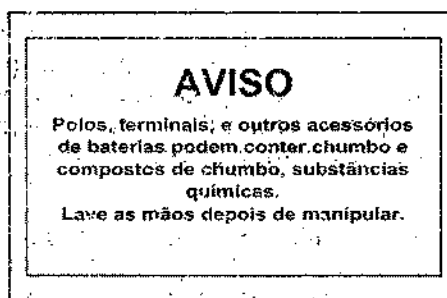 AVISO
Polos, terminais, e outros acessórios
de baterias podem conter chumbo e
compostos de chumbo, substâncias
químicas.
Lave as mãos depois de manipular.